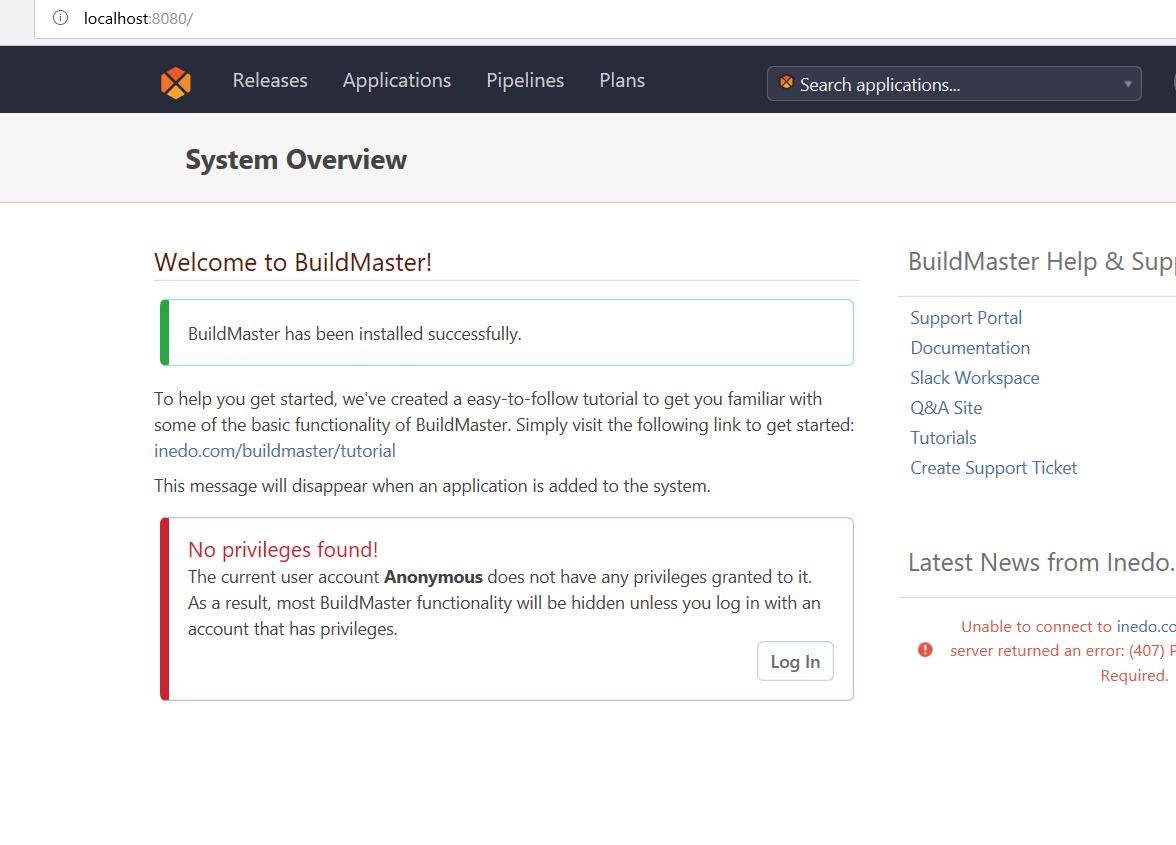 localhost:8080/
Releases Applications Pipelines Plans Search applications...
System Overview
Welcome to BuildMaster!
BuildMaster has been installed successfully.
To help you get started, we've created a easy-to-follow tutorial to get you familiar with
some of the basic functionality of BuildMaster. Simply visit the following link to get started:
inedo.com/buildmaster/tutorial
This message will disappear when an application is added to the system.
No privileges found!
The current user account Anonymous does not have any privileges granted to it.
As a result, most BuildMaster functionality will be hidden unless you log in with an
account that has privileges.
Log In
BuildMaster Help & Supp
Support Portal
Documentation
Slack Workspace
Q&A Site
Tutorials
Create Support Ticket
Latest News from Inedo.
Unable to connect to inedo.co
server returned an error: (407) P
Required.